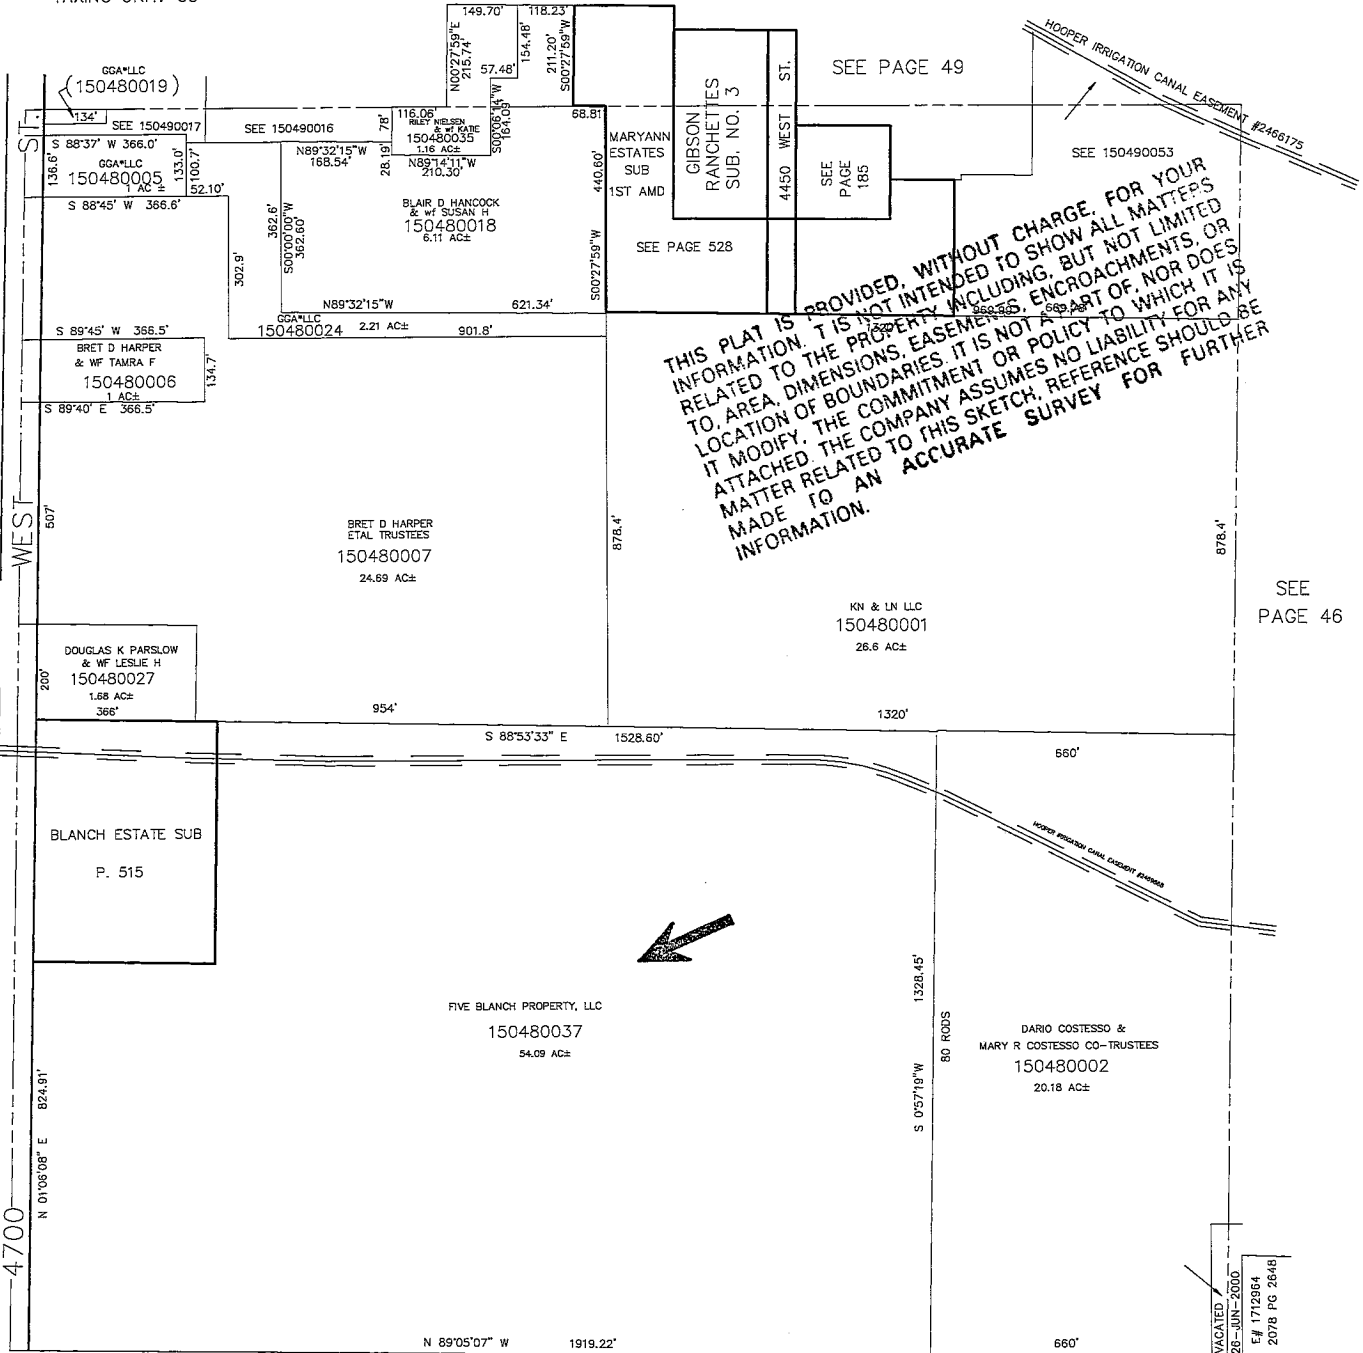 149.70'
118.23'
N00°27'59"E
215.74'
154.48'
211.20'
S00°27'59"W
57.48'
S00°06'14"W
164.09'
HOOPER IRRIGATION CANAL EASEMENT #2466175
SEE PAGE 49
GGA*LLC
(150480019)
134'
SEE 150490017
SEE 150490016
116.06'
78'
RILEY NIELSEN
& wf KATIE
150480035
1.16 AC±
68.81'
S 88°37' W 366.0'
136.6'
GGA*LLC
150480005
1 AC ±
133.0'
100.7'
52.10'
N89°32'15"W
168.54'
28.19'
N89°14'11"W
210.30'
S 88°45' W 366.6'
BLAIR D HANCOCK
& wf SUSAN H
150480018
6.11 AC±
362.6'
S00°00'00"W
362.60'
302.9'
440.60'
S00°27'59"W
MARYANN
ESTATES
SUB
1ST AMD
GIBSON
RANCHETTES
SUB. NO. 3
4450 WEST ST.
SEE
PAGE
185
SEE 150490053
SEE PAGE 528
N89°32'15"W
621.34'
GGA*LLC
150480024
2.21 AC±
901.8'
S 89°45' W 366.5'
BRET D HARPER
& WF TAMRA F
150480006
1 AC±
134.7'
S 89°40' E 366.5'
1320'
669.78'
THIS PLAT IS PROVIDED, WITHOUT CHARGE, FOR YOUR
INFORMATION. IT IS NOT INTENDED TO SHOW ALL MATTERS
RELATED TO THE PROPERTY INCLUDING, BUT NOT LIMITED
TO, AREA, DIMENSIONS, EASEMENTS, ENCROACHMENTS, OR
LOCATION OF BOUNDARIES. IT IS NOT A PART OF, NOR DOES
IT MODIFY, THE COMMITMENT OR POLICY TO WHICH IT IS
ATTACHED. THE COMPANY ASSUMES NO LIABILITY FOR ANY
MATTER RELATED TO THIS SKETCH, REFERENCE SHOULD BE
MADE TO AN ACCURATE SURVEY FOR FURTHER
INFORMATION.
4700 WEST ST.
507'
BRET D HARPER
ETAL TRUSTEES
150480007
24.69 AC±
878.4'
878.4'
KN & LN LLC
150480001
26.6 AC±
SEE
PAGE 46
DOUGLAS K PARSLOW
& WF LESLIE H
150480027
1.68 AC±
200'
366'
954'
1320'
S 88°53'33" E
1528.60'
660'
BLANCH ESTATE SUB
P. 515
FIVE BLANCH PROPERTY, LLC
150480037
54.09 AC±
S 0°57'19"W
1328.45'
80 RODS
DARIO COSTESSO &
MARY R COSTESSO CO-TRUSTEES
150480002
20.18 AC±
N 01°06'08" E
824.91'
N 89°05'07" W
1919.22'
660'
VACATED
26-JUN-2000
E# 1712964
2078 PG 2648